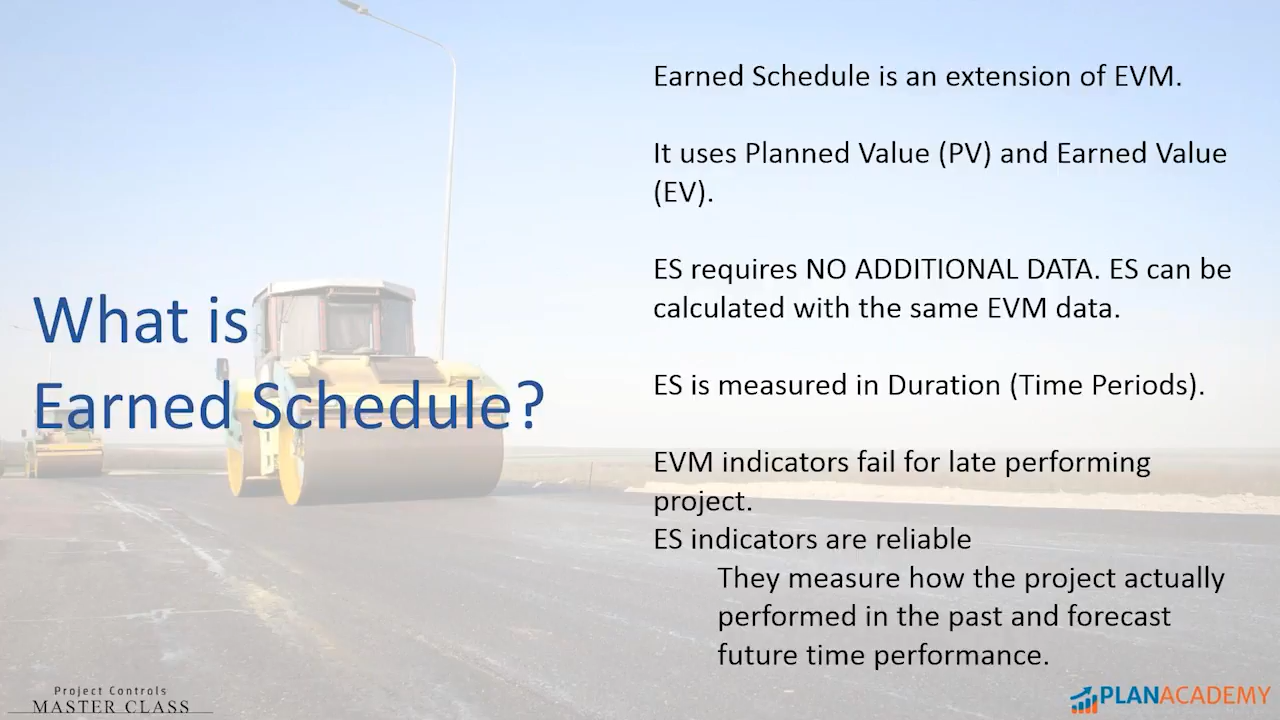 What is
Earned Schedule?
Earned Schedule is an extension of EVM.
It uses Planned Value (PV) and Earned Value
(EV).
ES requires NO ADDITIONAL DATA. ES can be
calculated with the same EVM data.
ES is measured in Duration (Time Periods).
EVM indicators fail for late performing
project.
ES indicators are reliable
They measure how the project actually
performed in the past and forecast
future time performance.
Project Controls
MASTER CLASS
PLANACADEMY